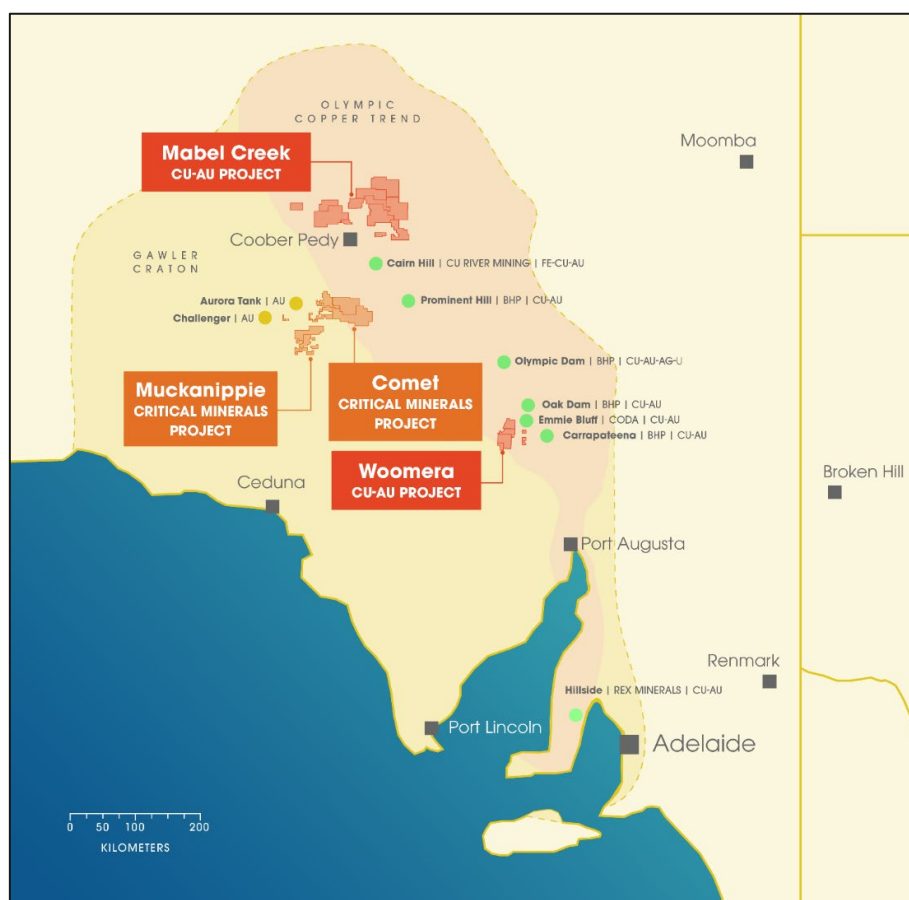 OLYMPIC
COPPER TREND
Moomba
Mabel Creek
CU-AU PROJECT
Coober Pedy
GAWLER
CRATON
Cairn Hill | CU RIVER MINING | FE-CU-AU
Aurora Tank | AU
Prominent Hill | BHP | CU-AU
Challenger | AU
Olympic Dam | BHP | CU-AU-AG-U
Muckanippie
CRITICAL MINERALS
PROJECT
Comet
CRITICAL MINERALS
PROJECT
Oak Dam | BHP | CU-AU
Emmie Bluff | CODA | CU-AU
Carrapateena | BHP | CU-AU
Woomera
CU-AU PROJECT
Broken Hill
Ceduna
Port Augusta
Renmark
Hillside | REX MINERALS | CU-AU
Port Lincoln
Adelaide
0 50 100 200
KILOMETERS